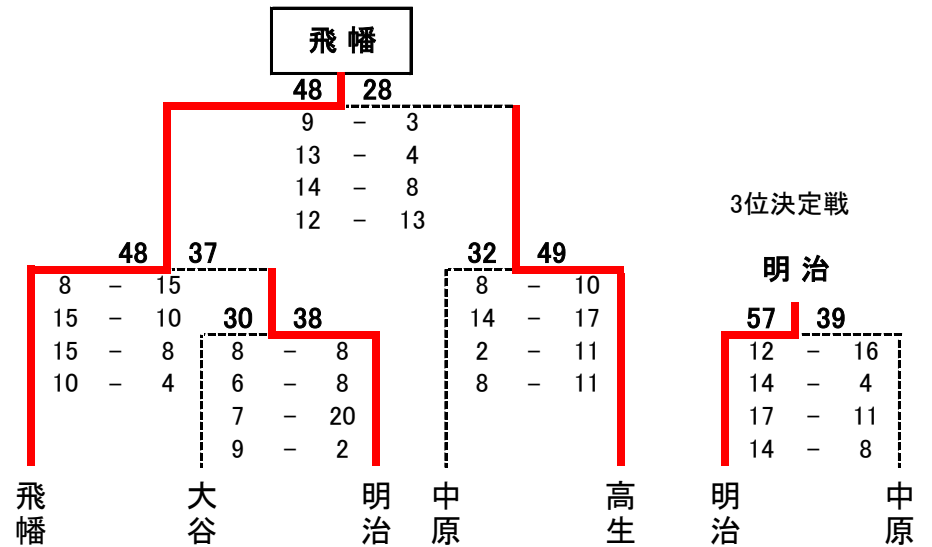 飛幡
48 28
9 － 3
13 － 4
14 － 8
12 － 13
3位決定戦
48 37
32 49
明治
8 － 15
15 － 10
15 － 8
10 － 4
30 38
8 － 8
6 － 8
7 － 20
9 － 2
8 － 10
14 － 17
2 － 11
8 － 11
57 39
12 － 16
14 － 4
17 － 11
14 － 8
飛幡
大谷
明治
中原
高生
明治
中原